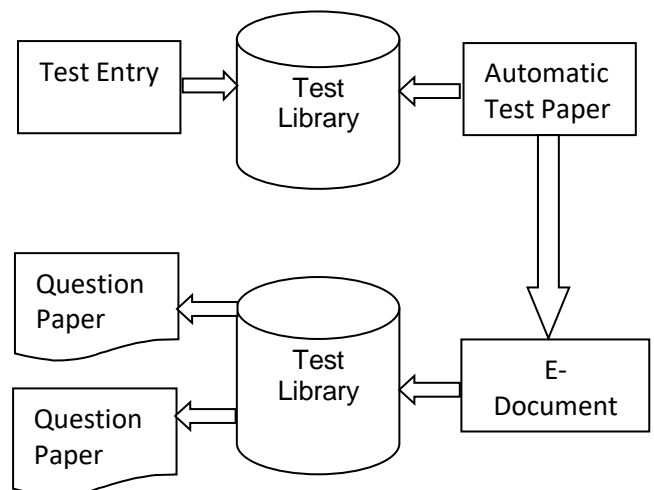 Test Entry
Test
Library
Automatic
Test Paper
Question
Paper
Test
Library
E-
Document
Question
Paper